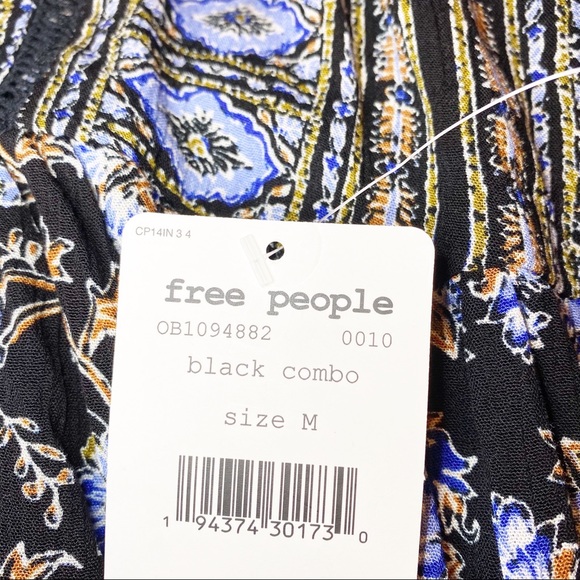 CP14IN 3 4
free people
OB1094882 0010
black combo
size M
1 94374 30173 0